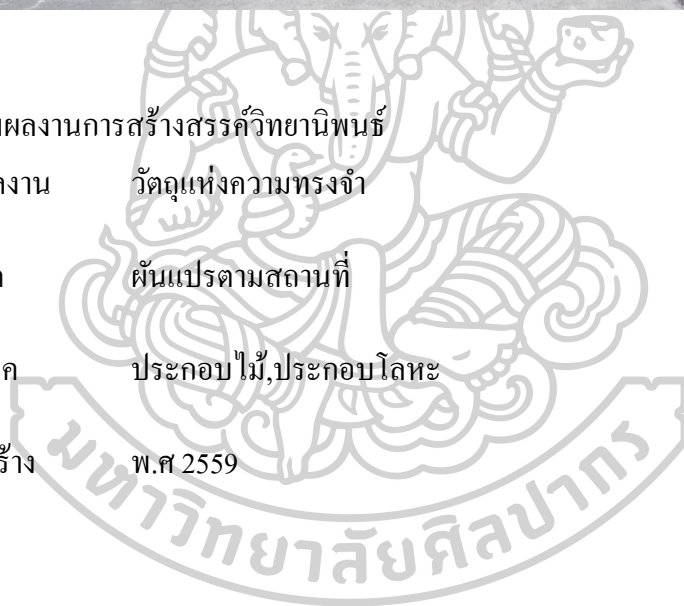 ผลงานการสร้างสรรค์วิทยานิพนธ์
วัตถุแห่งความทรงจำ
ผันแปรตามสถานที่
ประกอบไม้,ประกอบโลหะ
ร้าง พ.ศ 2559
มหาวิทยาลัยศิลปากร